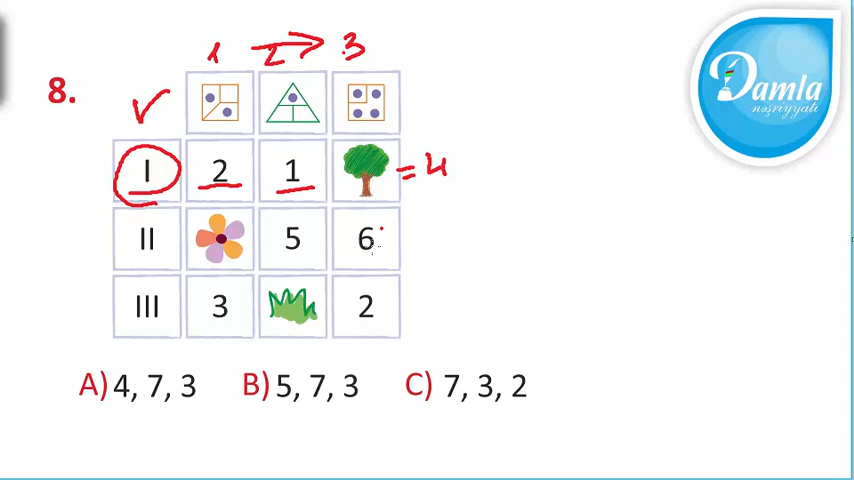 1 2 3
8.
I 2 1 = 4
II 5 6
III 3 2
A) 4, 7, 3 B) 5, 7, 3 C) 7, 3, 2
Damla
nəşriyyatı